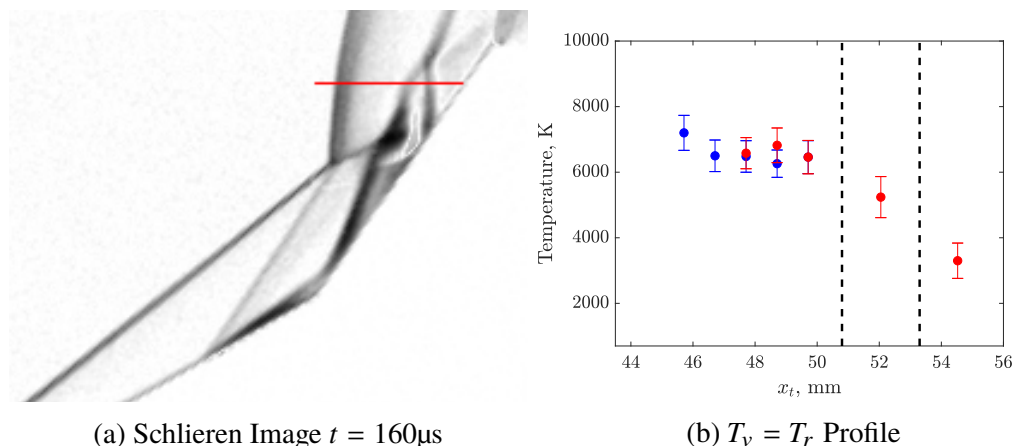 10000
8000
6000
4000
2000
Temperature, K
44 46 48 50 52 54 56
x_t, mm
(a) Schlieren Image t = 160μs
(b) T_v = T_r Profile